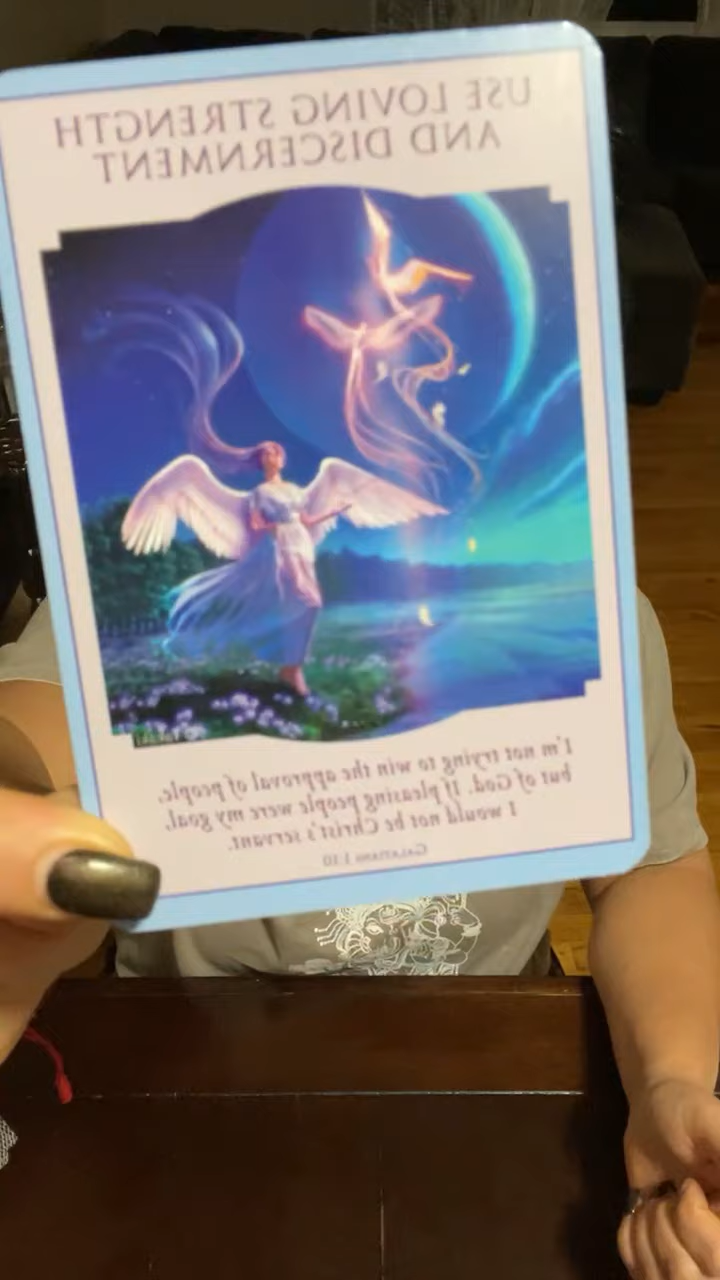 USE LOVING STRENGTH
AND DISCERNMENT
I'm not trying to win the approval of people,
but of God. If pleasing people were my goal,
I would not be Christ's servant.
GALATIANS 1:10